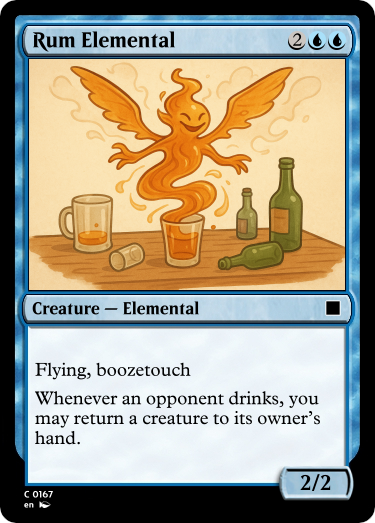 Rum Elemental 2
Creature — Elemental
Flying, boozetouch
Whenever an opponent drinks, you
may return a creature to its owner's
hand.
2/2
C 0167
en